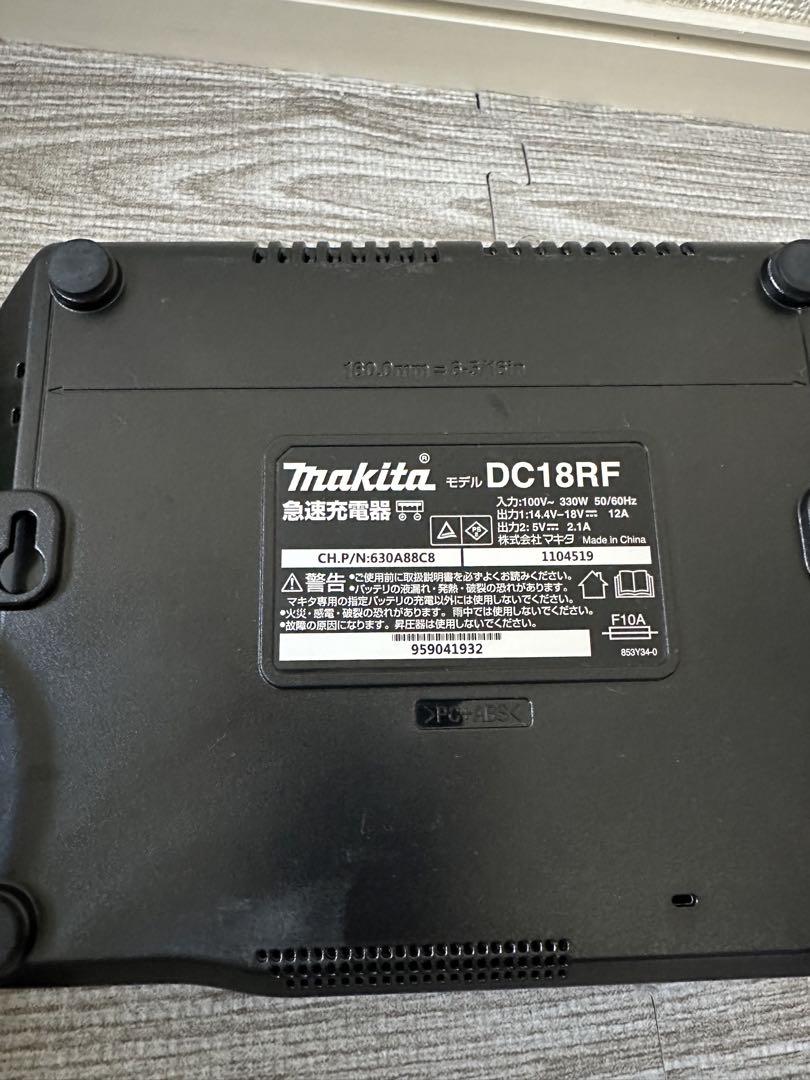 160.0mm = 6-5/16in
makita® モデル DC18RF
急速充電器
入力:100V~ 330W 50/60Hz
出力1:14.4V-18V⎓ 12A
出力2: 5V⎓ 2.1A
株式会社マキタ Made in China
PS E
CH.P/N:630A88C8 1104519
⚠警告 •ご使用前に取扱説明書を必ずよくお読みください。
•バッテリの液漏れ・発熱・破裂の恐れがあります。
マキタ専用の指定バッテリの充電以外には使用しないでください。
•火災・感電・破裂の恐れがあります。雨中では使用しないでください。
•故障の原因になります。昇圧器は使用しないでください。
F10A
959041932
853Y34-0
>PC+ABS<